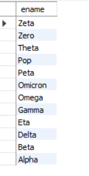 ename
Zeta
Zero
Theta
Pop
Peta
Omicron
Omega
Gamma
Eta
Delta
Beta
Alpha